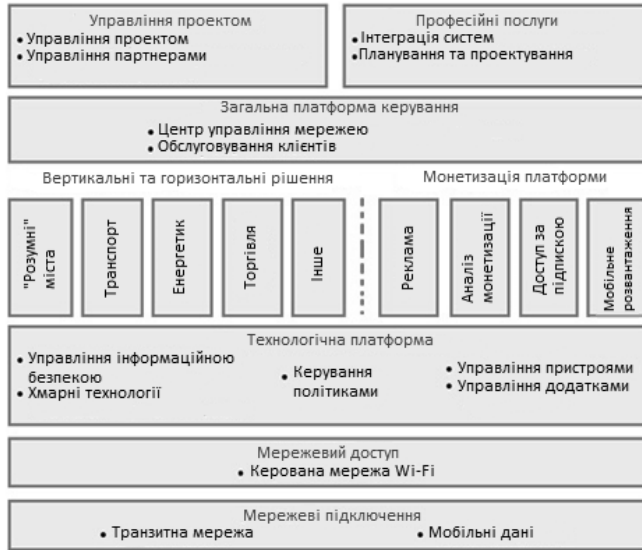 Управління проектом
• Управління проектом
• Управління партнерами
Професійні послуги
• Інтеграція систем
• Планування та проектування
Загальна платформа керування
• Центр управління мережею
• Обслуговування клієнтів
Вертикальні та горизонтальні рішення
Монетизація платформи
"Розумні"
міста
Транспорт
Енергетик
Торгівля
Інше
Реклама
Аналіз
монетизації
Доступ за
підпискою
Мобільне
розвантаження
Технологічна платформа
• Управління інформаційною
безпекою
• Хмарні технології
• Керування
політиками
• Управління пристроями
• Управління додатками
Мережевий доступ
• Керована мережа Wi-Fi
Мережеві підключення
• Транзитна мережа
• Мобільні дані